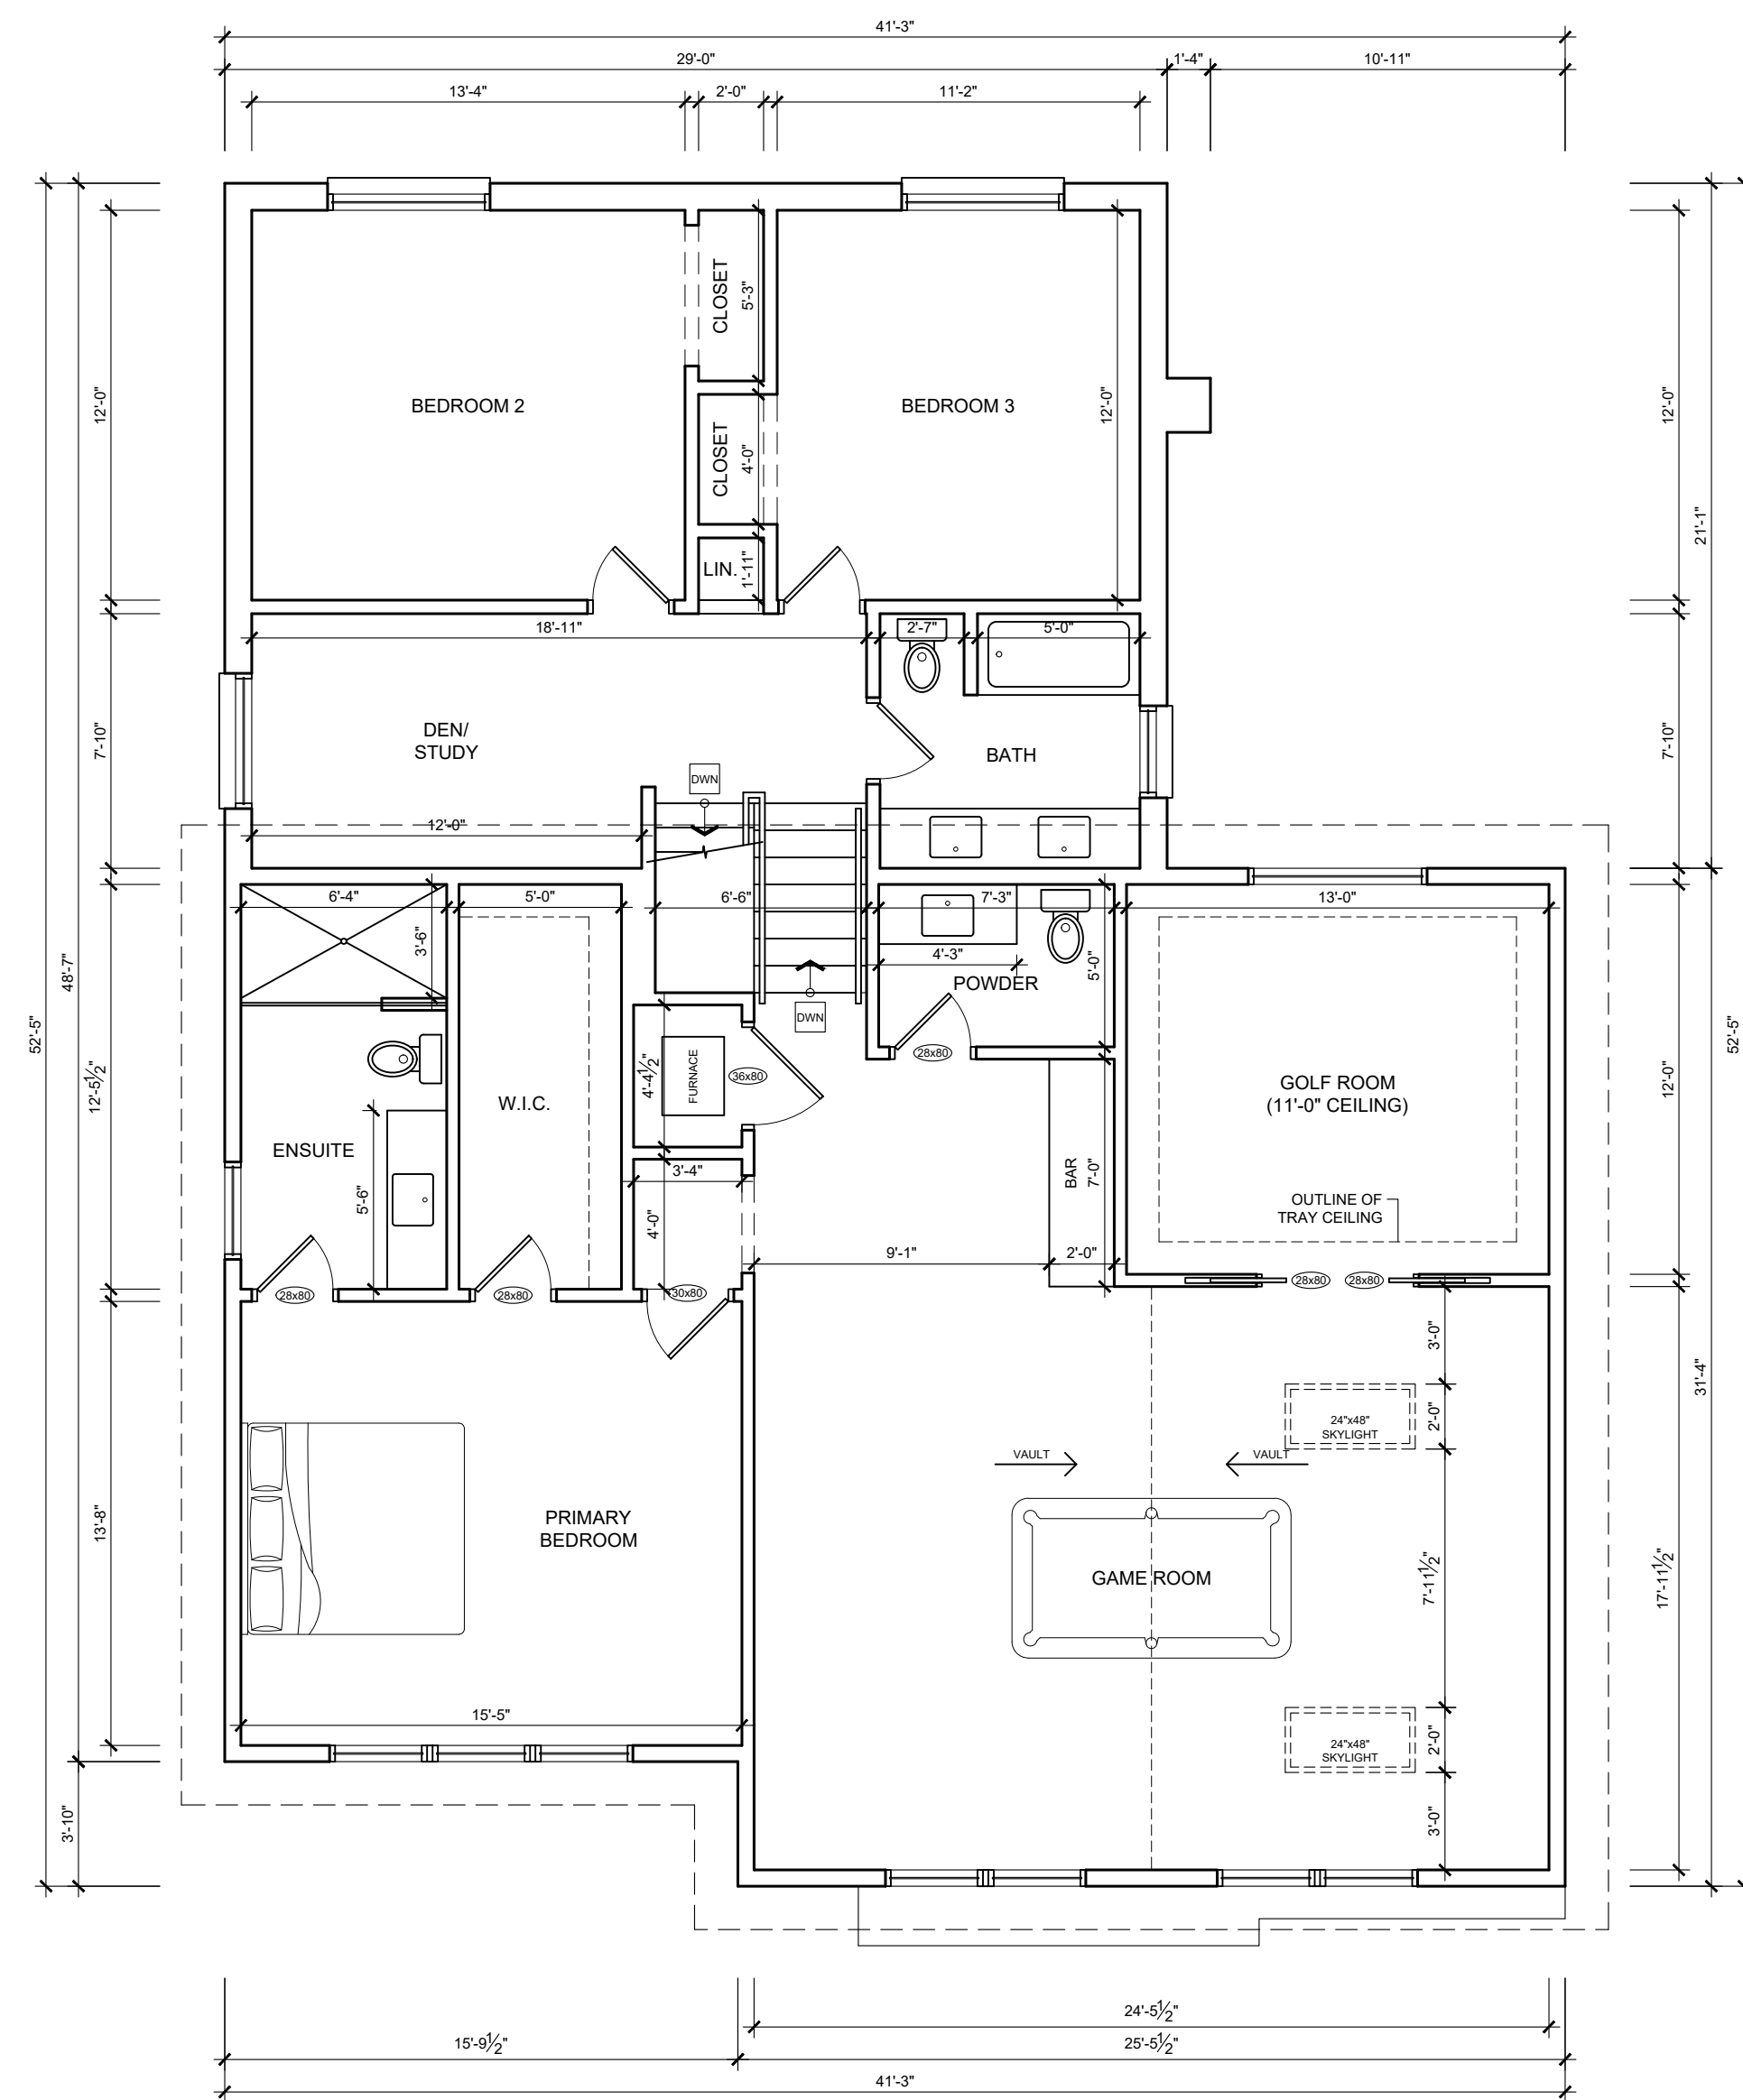 41'-3"
29'-0"
1'-4"
10'-11"
13'-4"
2'-0"
11'-2"
CLOSET
5'-3"
BEDROOM 2
BEDROOM 3
12'-0"
12'-0"
12'-0"
CLOSET
4'-0"
21'-1"
LIN.
1'-11"
18'-11"
2'-7"
5'-0"
DEN/
STUDY
BATH
7'-10"
7'-10"
DWN
12'-0"
6'-4"
5'-0"
6'-6"
7'-3"
13'-0"
3'-6"
4'-3"
5'-0"
48'-7"
POWDER
DWN
52'-5"
52'-5"
28x80
36x80
FURNACE
4'-4½"
12'-5½"
W.I.C.
GOLF ROOM
(11'-0" CEILING)
12'-0"
ENSUITE
3'-4"
BAR
7'-0"
5'-6"
4'-0"
OUTLINE OF
TRAY CEILING
9'-1"
2'-0"
28x80
28x80
28x80
28x80
30x80
3'-0"
31'-4"
24"x48"
SKYLIGHT
2'-0"
VAULT
VAULT
PRIMARY
BEDROOM
13'-8"
GAME ROOM
7'-11½"
17'-11½"
15'-5"
24"x48"
SKYLIGHT
2'-0"
3'-10"
3'-0"
24'-5½"
15'-9½"
25'-5½"
41'-3"